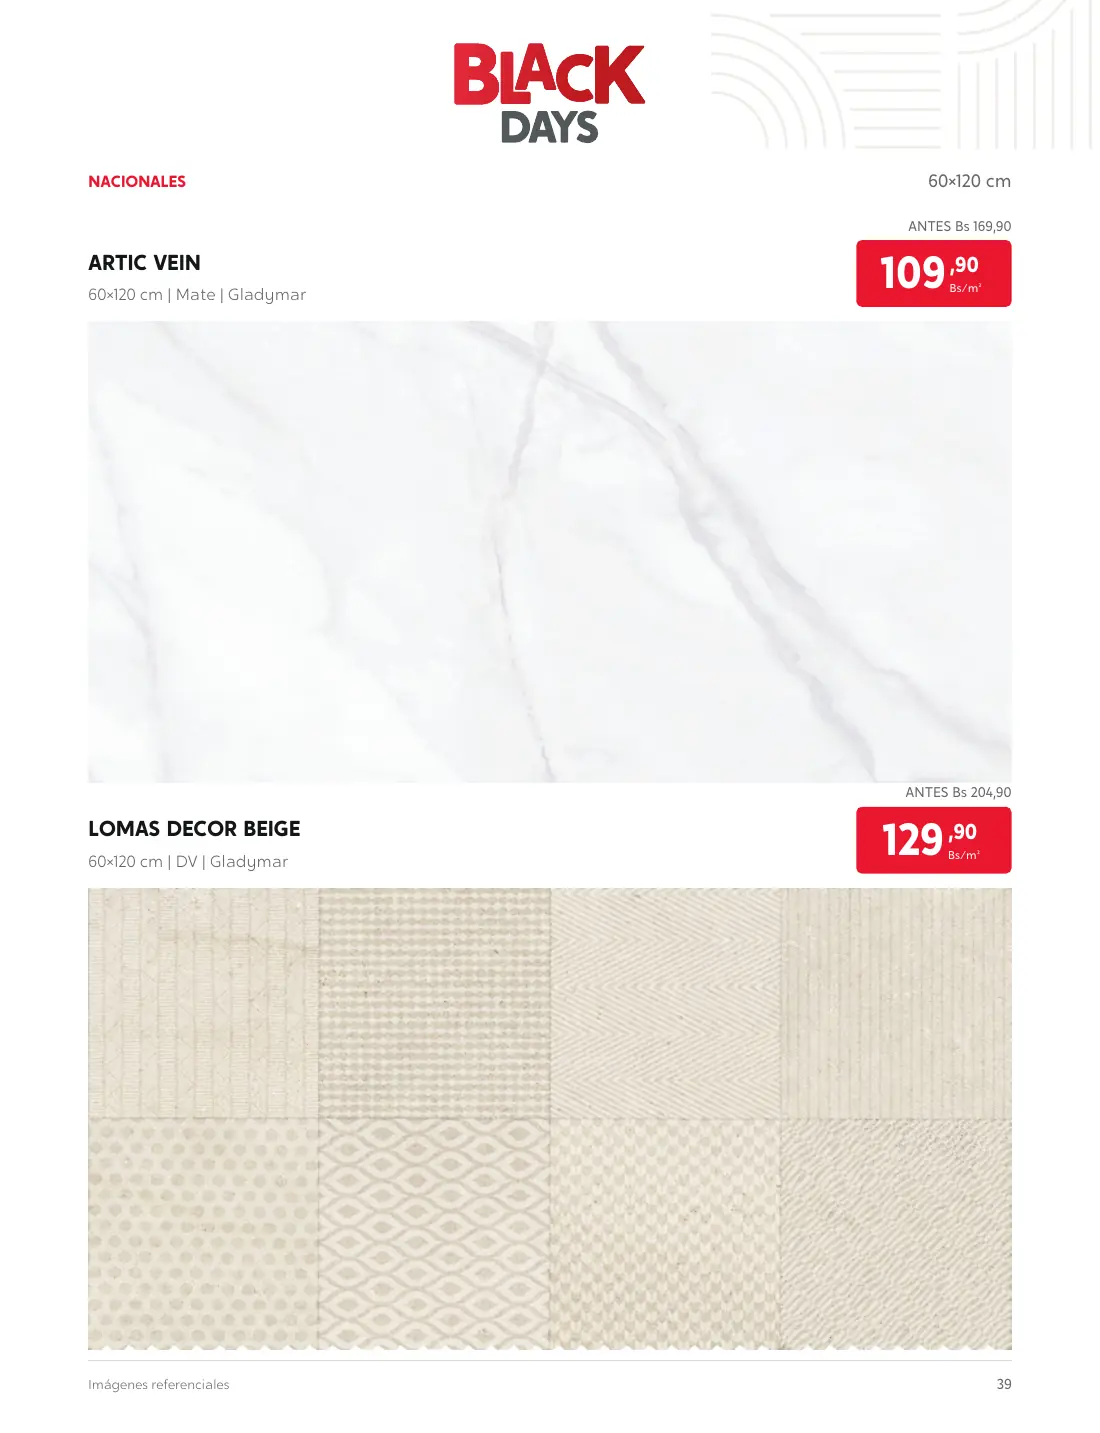 BLACK
DAYS
NACIONALES
60×120 cm
ANTES Bs 169,90
ARTIC VEIN
109,90
Bs/m²
60×120 cm | Mate | Gladymar
ANTES Bs 204,90
LOMAS DECOR BEIGE
129,90
Bs/m²
60×120 cm | DV | Gladymar
Imágenes referenciales
39